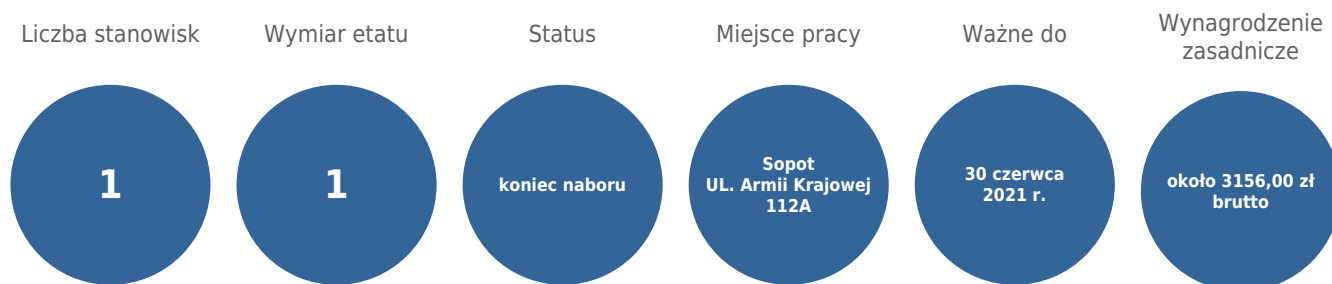 Liczba stanowisk
1
Wymiar etatu
1
Status
koniec naboru
Miejsce pracy
Sopot
UL. Armii Krajowej
112A
Ważne do
30 czerwca
2021 r.
Wynagrodzenie
zasadnicze
około 3156,00 zł
brutto